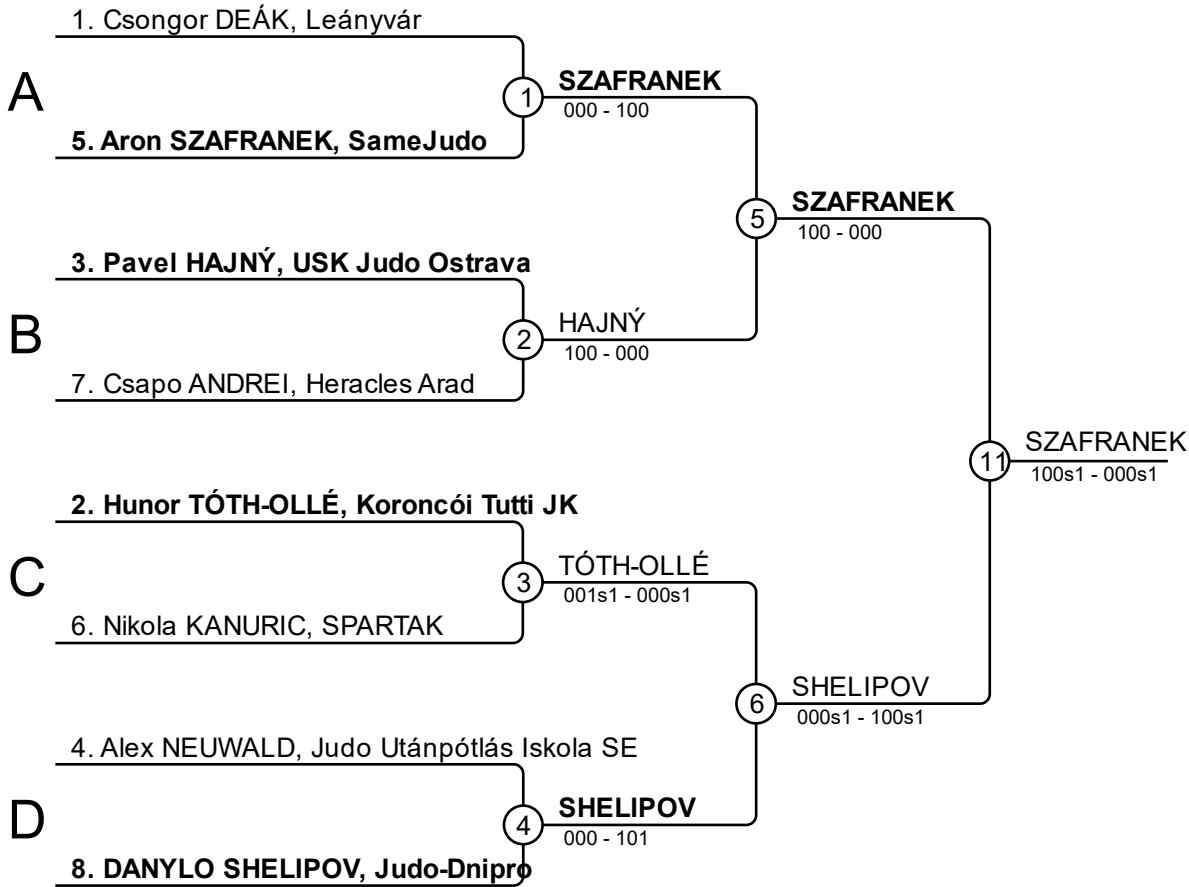 1. Csongor DEÁK, Leányvár
A
1
SZAFRANEK
000 - 100
5. Aron SZAFRANEK, SameJudo
5
SZAFRANEK
100 - 000
3. Pavel HAJNÝ, USK Judo Ostrava
B
2
HAJNÝ
100 - 000
7. Csapo ANDREI, Heracles Arad
11
SZAFRANEK
100s1 - 000s1
2. Hunor TÓTH-OLLÉ, Koroncói Tutti JK
C
3
TÓTH-OLLÉ
001s1 - 000s1
6. Nikola KANURIC, SPARTAK
6
SHELIPOV
000s1 - 100s1
4. Alex NEUWALD, Judo Utánpótlás Iskola SE
D
4
SHELIPOV
000 - 101
8. DANYLO SHELIPOV, Judo-Dnipro